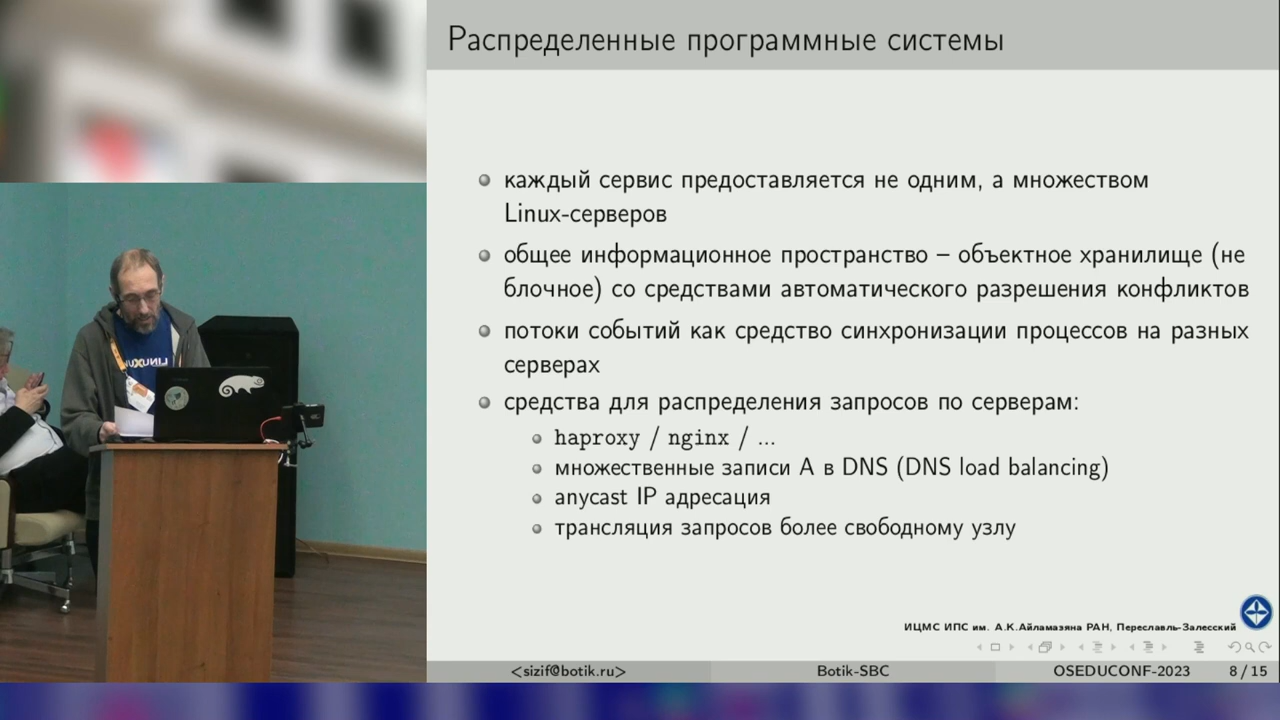 Распределенные программные системы
каждый сервис предоставляется не одним, а множеством
Linux-серверов
общее информационное пространство – объектное хранилище (не
блочное) со средствами автоматического разрешения конфликтов
потоки событий как средство синхронизации процессов на разных
серверах
средства для распределения запросов по серверам:
haproxy / nginx / ...
множественные записи A в DNS (DNS load balancing)
anycast IP адресация
трансляция запросов более свободному узлу
ИЦМС ИПС им. А.К.Айламазяна РАН, Переславль-Залесский
<sizif@botik.ru> Botik-SBC OSEDUCONF-2023 8 / 15